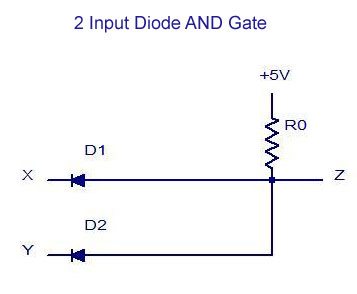 2 Input Diode AND Gate
+5V
R0
D1
X
Z
D2
Y